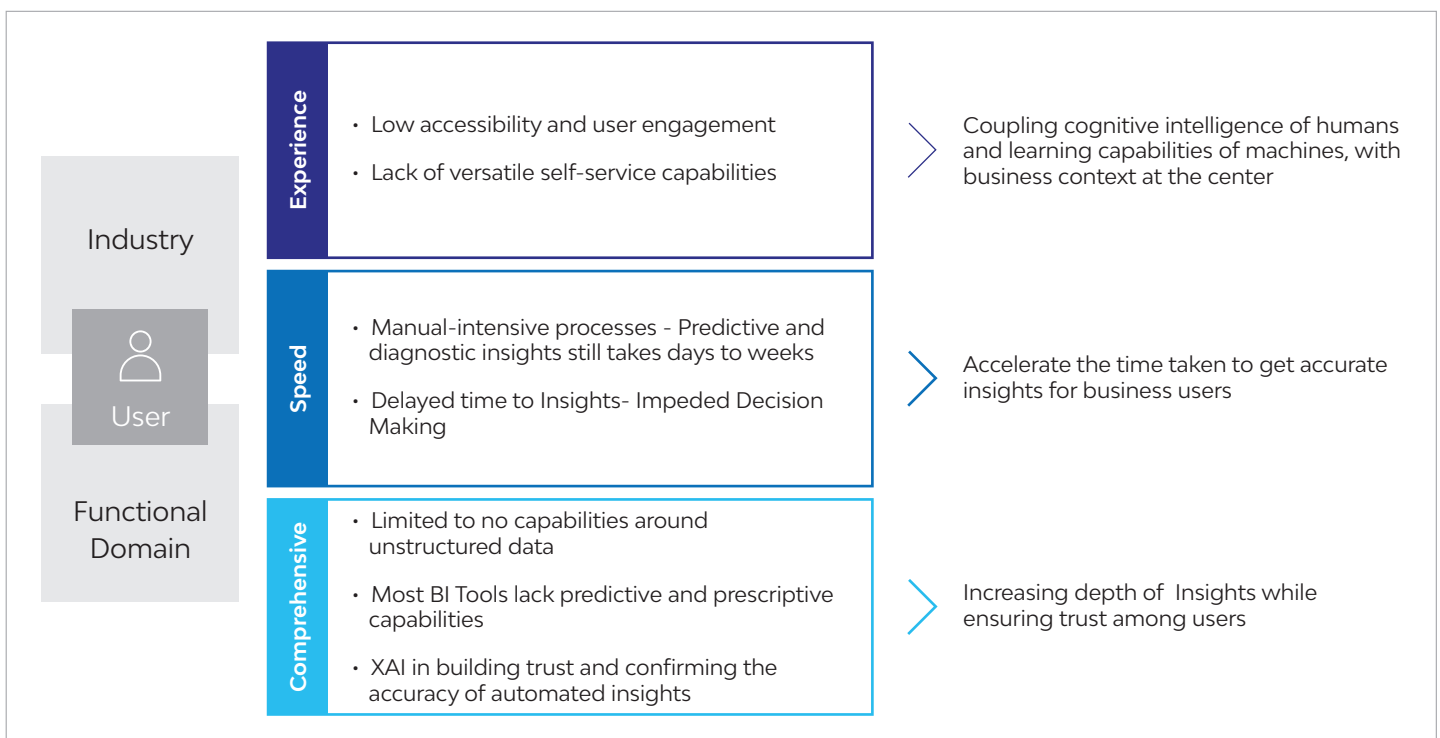 Industry
User
Functional
Domain
Experience
• Low accessibility and user engagement
• Lack of versatile self-service capabilities
Coupling cognitive intelligence of humans
and learning capabilities of machines, with
business context at the center
Speed
• Manual-intensive processes - Predictive and
diagnostic insights still takes days to weeks
• Delayed time to Insights- Impeded Decision
Making
Accelerate the time taken to get accurate
insights for business users
Comprehensive
• Limited to no capabilities around
unstructured data
• Most BI Tools lack predictive and prescriptive
capabilities
• XAI in building trust and confirming the
accuracy of automated insights
Increasing depth of Insights while
ensuring trust among users